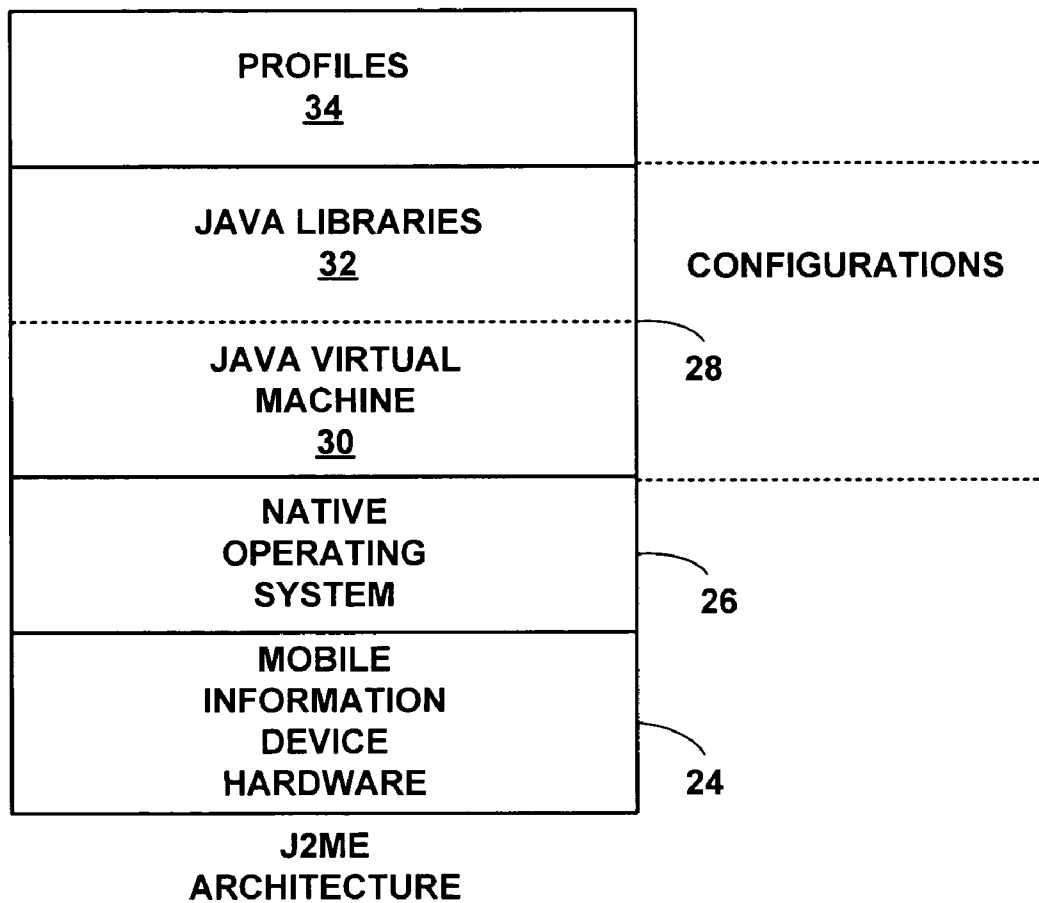 PROFILES
34
JAVA LIBRARIES
32
CONFIGURATIONS
28
JAVA VIRTUAL
MACHINE
30
NATIVE
OPERATING
SYSTEM
26
MOBILE
INFORMATION
DEVICE
HARDWARE
24
J2ME
ARCHITECTURE